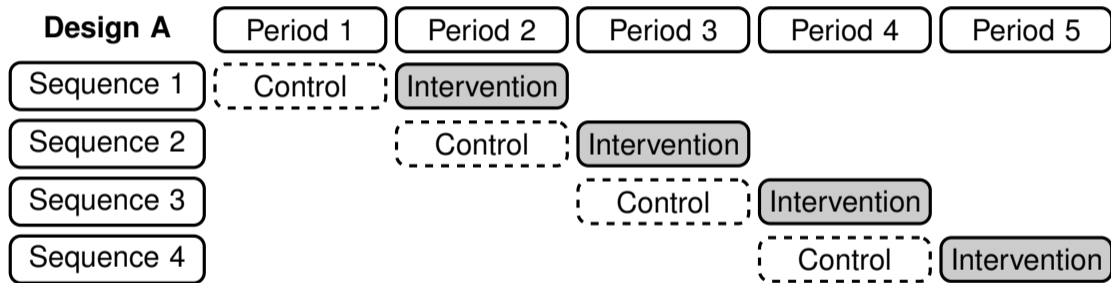 Design A Period 1 Period 2 Period 3 Period 4 Period 5
Sequence 1 Control Intervention
Sequence 2 Control Intervention
Sequence 3 Control Intervention
Sequence 4 Control Intervention